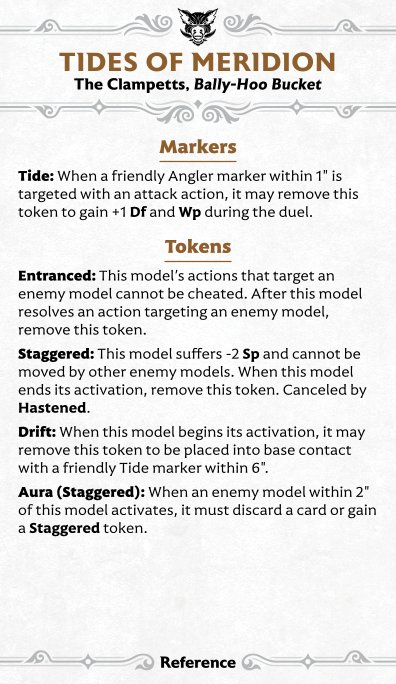 TIDES OF MERIDION
The Clampetts, Bally-Hoo Bucket
Markers
Tide: When a friendly Angler marker within 1" is
targeted with an attack action, it may remove this
token to gain +1 Df and Wp during the duel.
Tokens
Entranced: This model's actions that target an
enemy model cannot be cheated. After this model
resolves an action targeting an enemy model,
remove this token.
Staggered: This model suffers -2 Sp and cannot be
moved by other enemy models. When this model
ends its activation, remove this token. Canceled by
Hastened.
Drift: When this model begins its activation, it may
remove this token to be placed into base contact
with a friendly Tide marker within 6".
Aura (Staggered): When an enemy model within 2"
of this model activates, it must discard a card or gain
a Staggered token.
Reference